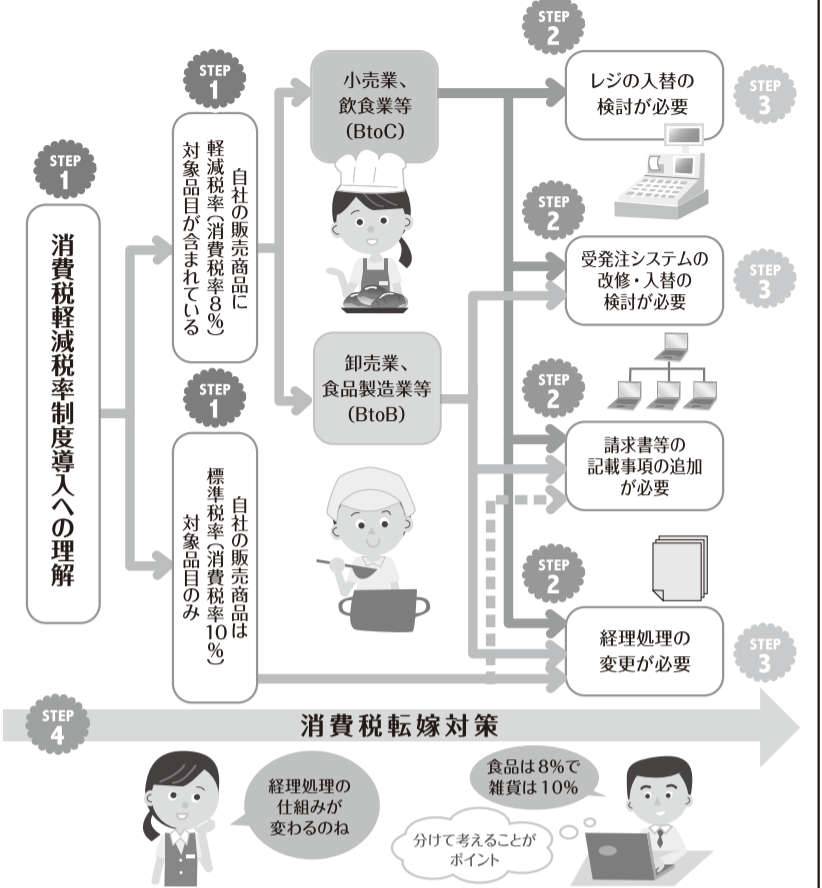 STEP
1
消費税軽減税率制度導入への理解
STEP
1
自社の販売商品に
軽減税率(消費税率8%)
対象品目が含まれている
STEP
1
自社の販売商品は
標準税率(消費税率10%)
対象品目のみ
小売業、
飲食業等
(BtoC)
卸売業、
食品製造業等
(BtoB)
STEP
2
レジの入替の
検討が必要
STEP
3
STEP
2
受発注システムの
改修・入替の
検討が必要
STEP
3
STEP
2
請求書等の
記載事項の追加
が必要
STEP
2
経理処理の
変更が必要
STEP
3
STEP
4
消費税転嫁対策
経理処理の
仕組みが
変わるのね
食品は8%で
雑貨は10%
分けて考えることが
ポイント